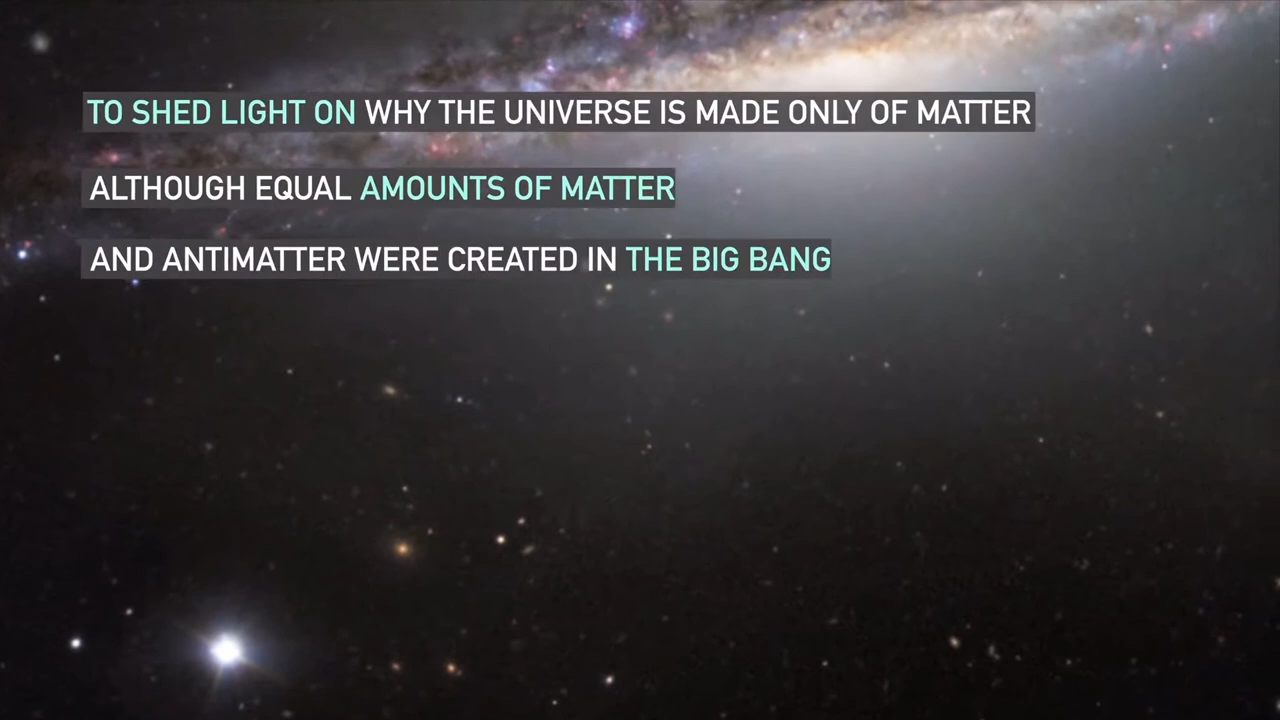 TO SHED LIGHT ON WHY THE UNIVERSE IS MADE ONLY OF MATTER
ALTHOUGH EQUAL AMOUNTS OF MATTER
AND ANTIMATTER WERE CREATED IN THE BIG BANG